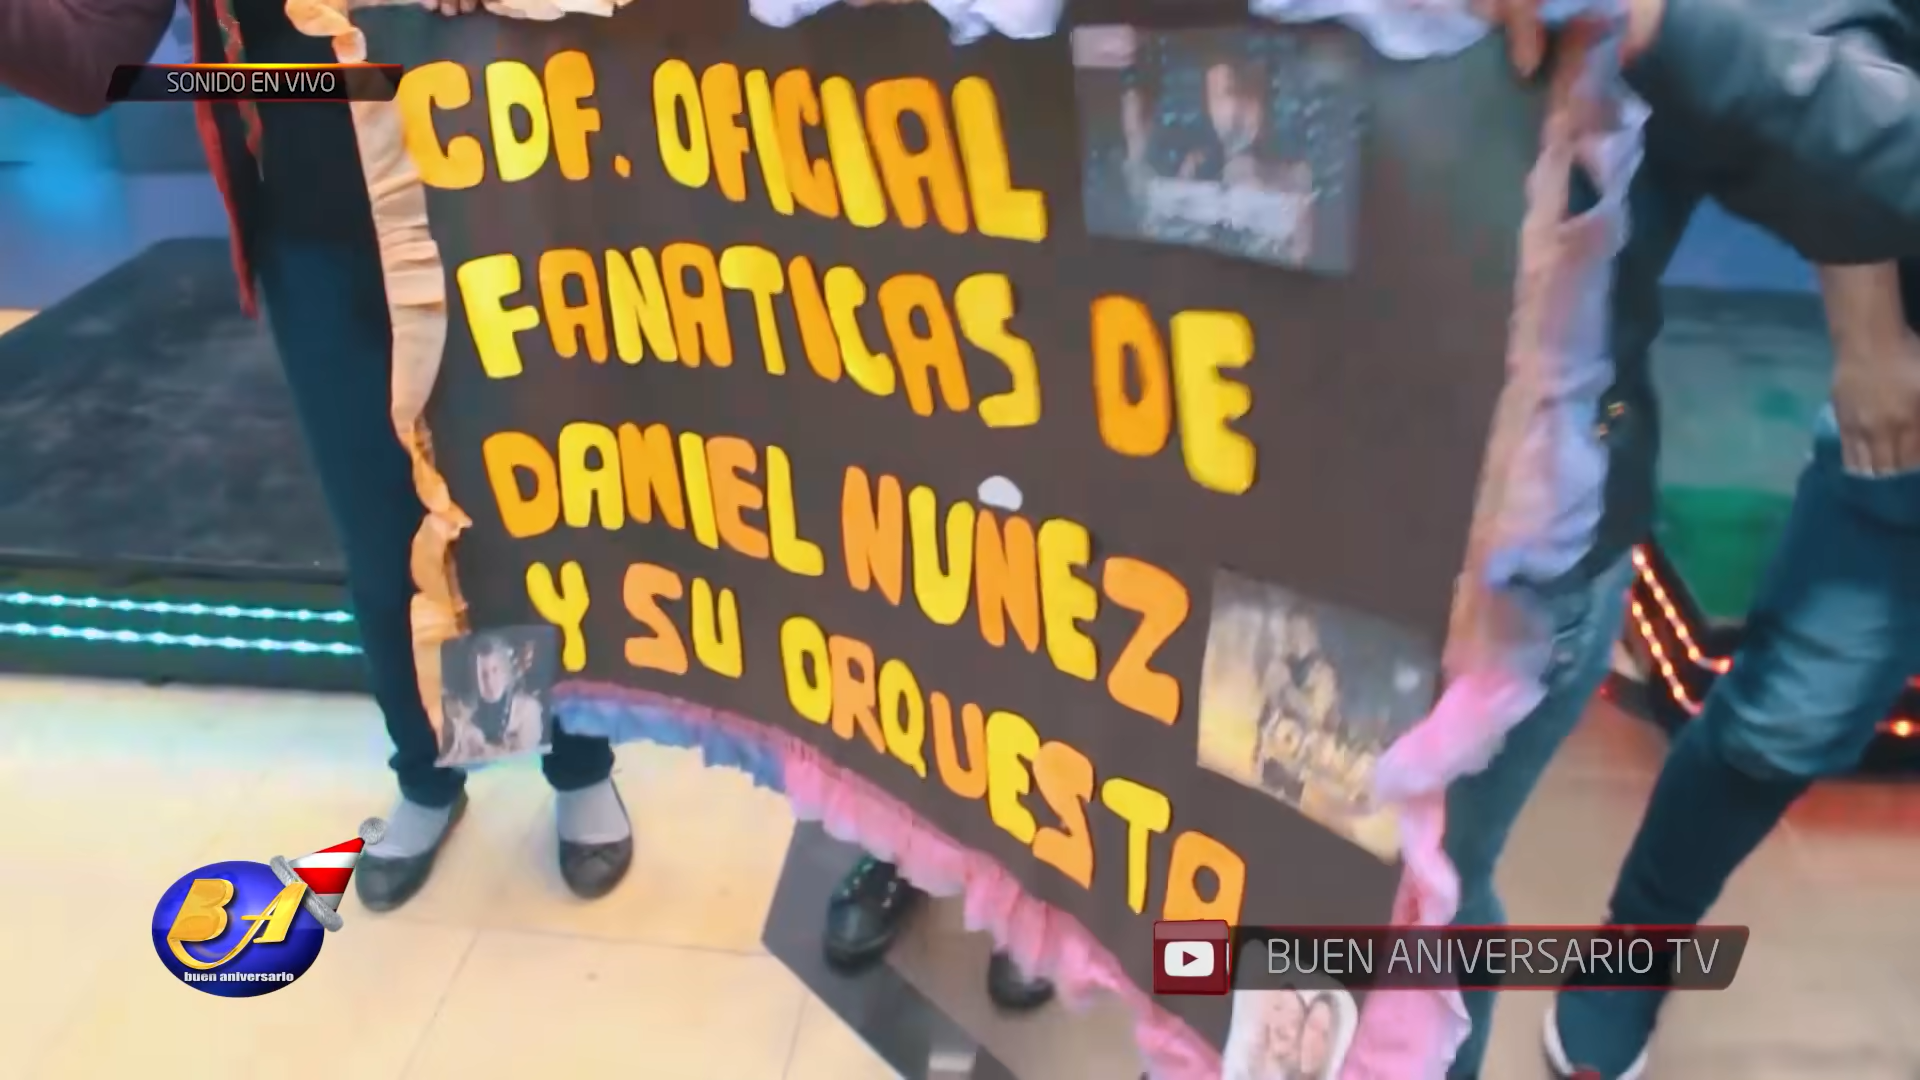 SONIDO EN VIVO
CDF. OFICIAL
FANATICAS DE
DANIEL NUÑEZ
Y SU ORQUESTA
BA
buen aniversario
BUEN ANIVERSARIO TV